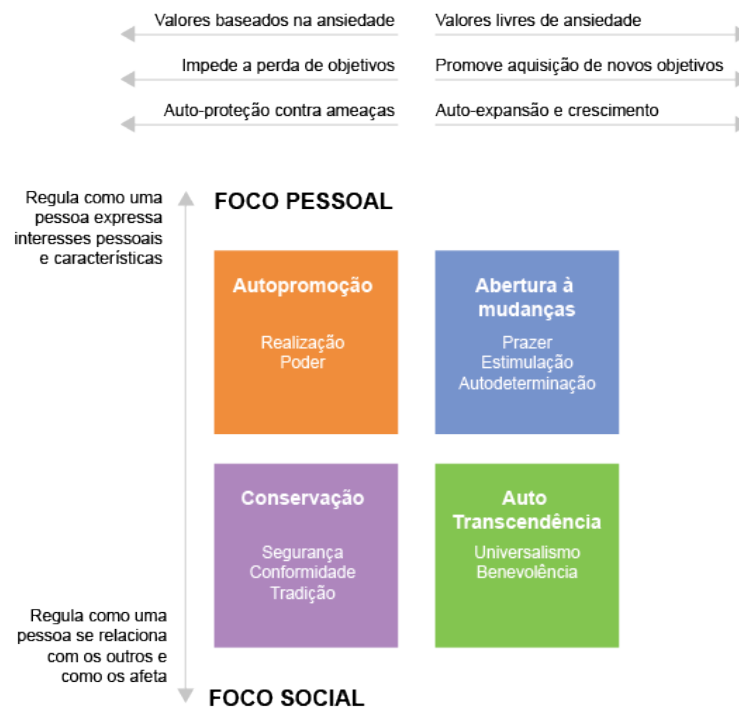 Valores baseados na ansiedade
Valores livres de ansiedade
Impede a perda de objetivos
Promove aquisição de novos objetivos
Auto-proteção contra ameaças
Auto-expansão e crescimento
Regula como uma
pessoa expressa
interesses pessoais
e características
FOCO PESSOAL
Autopromoção
Realização
Poder
Abertura à
mudanças
Prazer
Estimulação
Autodeterminação
Conservação
Segurança
Conformidade
Tradição
Auto
Transcendência
Universalismo
Benevolência
Regula como uma
pessoa se relaciona
com os outros e
como os afeta
FOCO SOCIAL